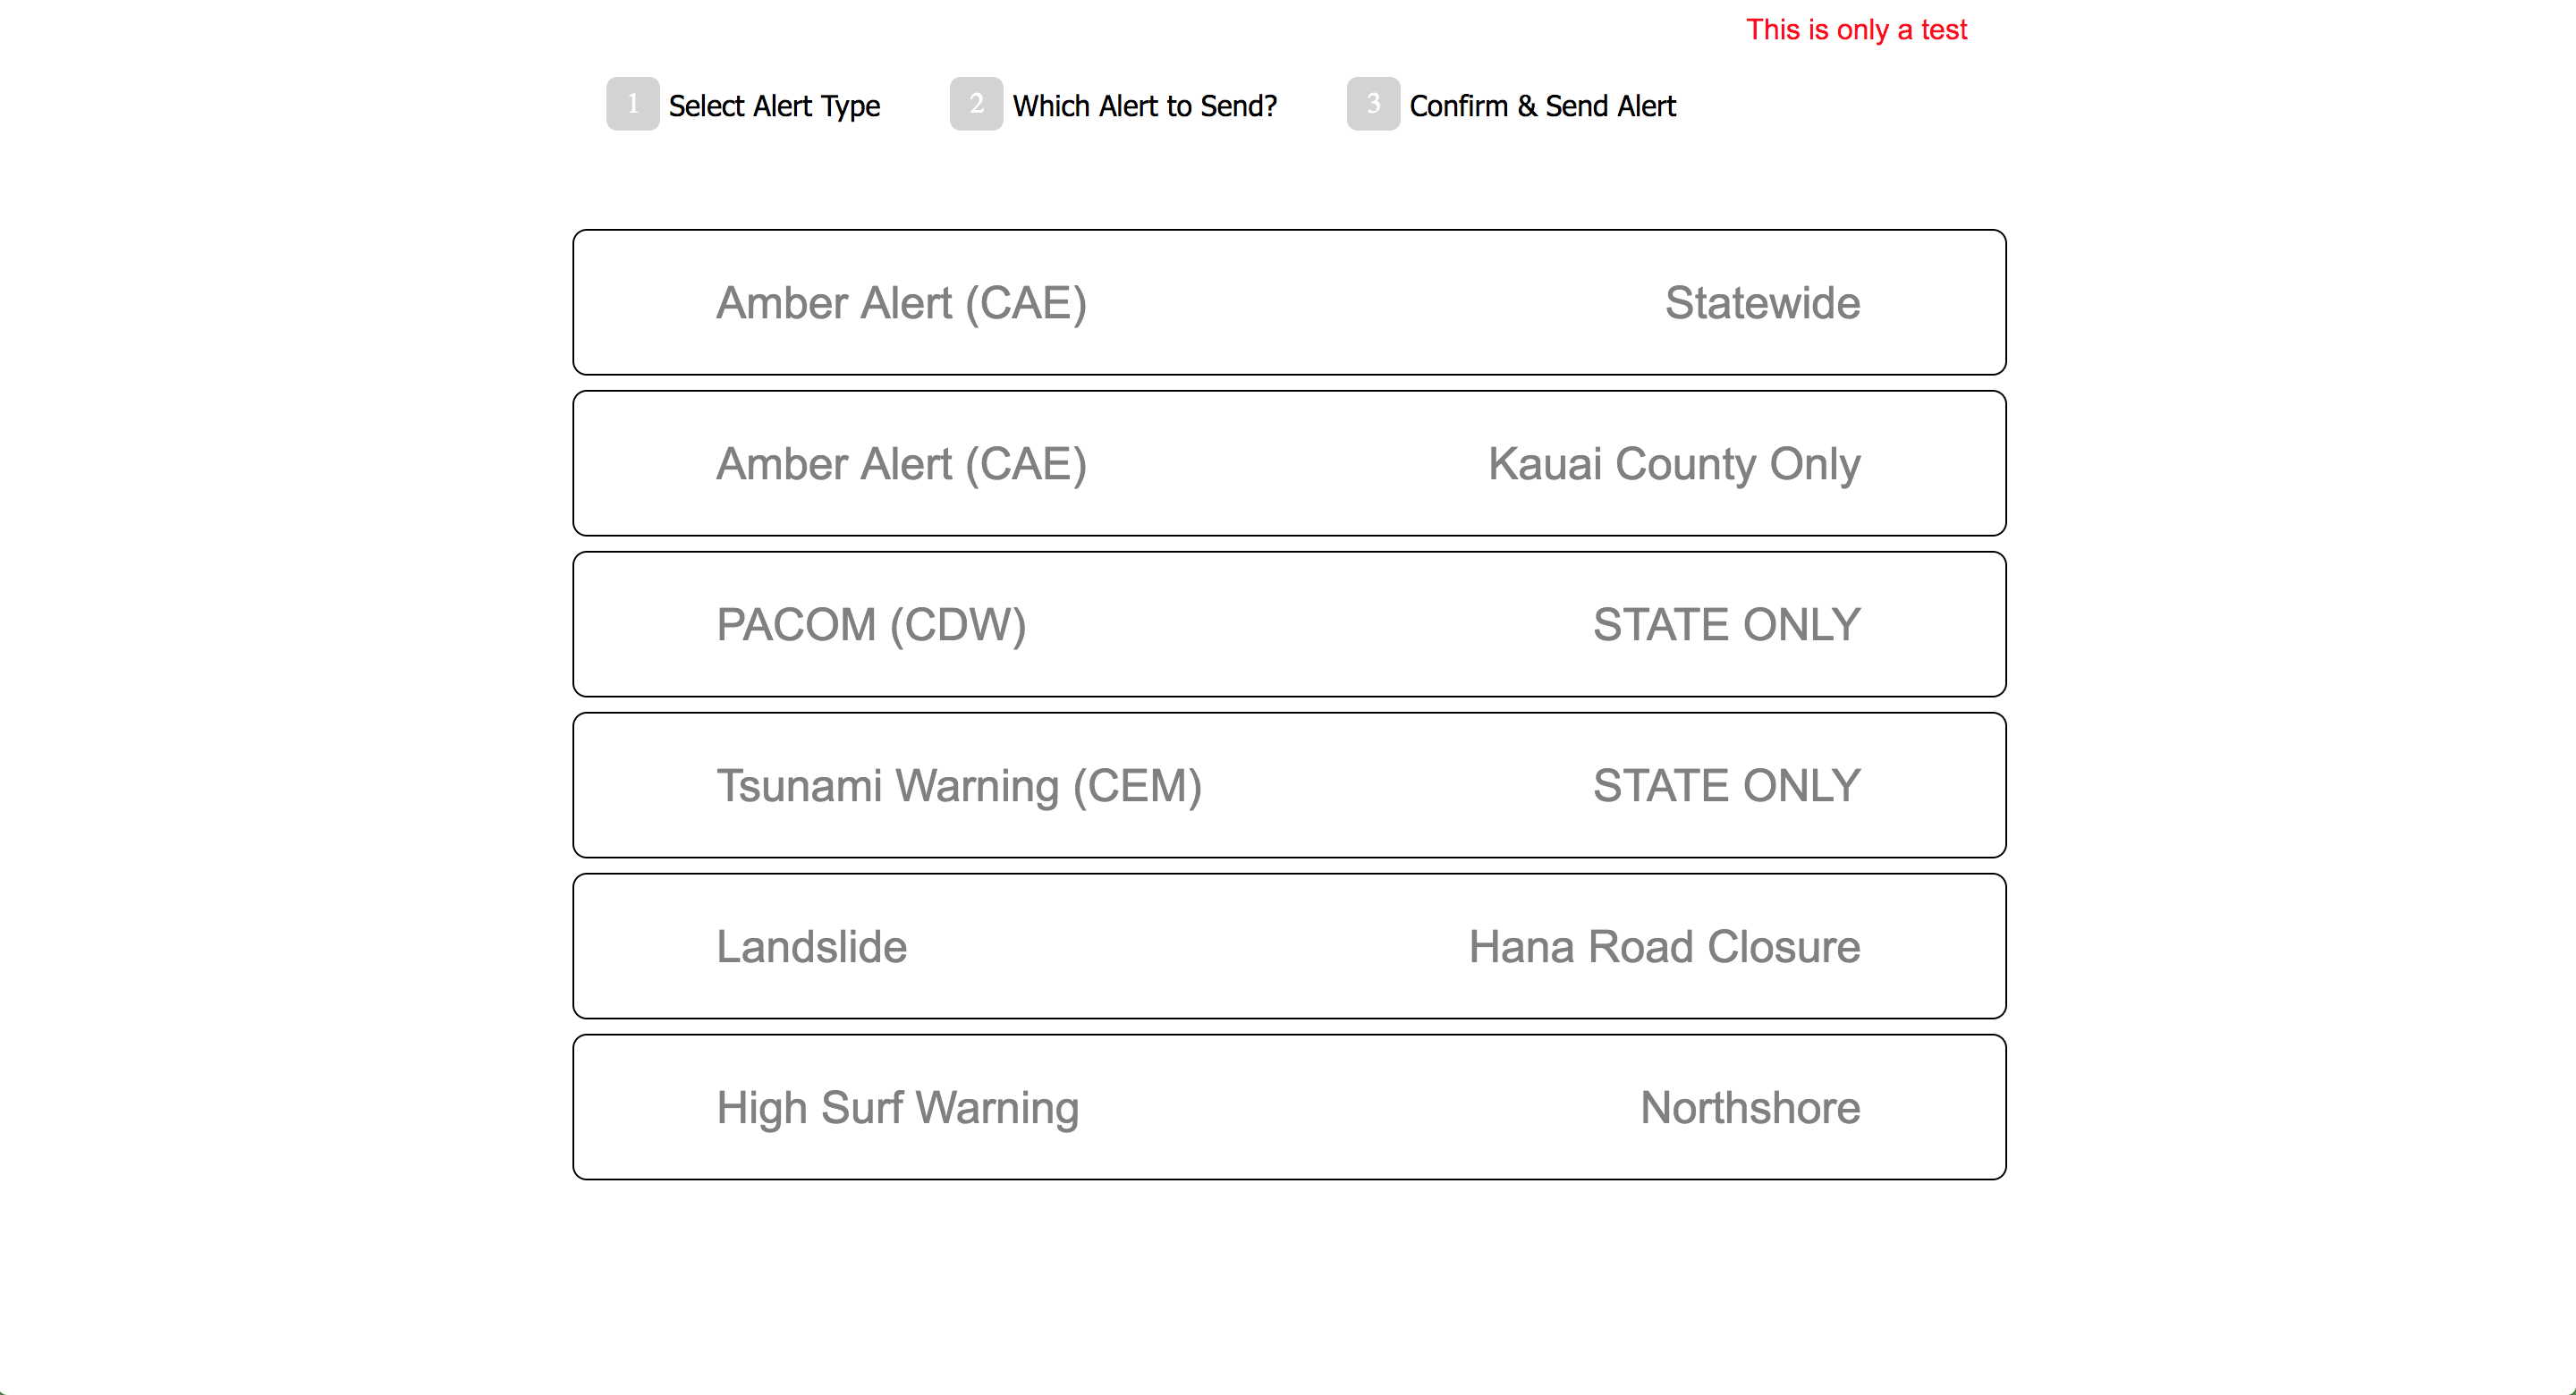 This is only a test
1 Select Alert Type 2 Which Alert to Send? 3 Confirm & Send Alert
Amber Alert (CAE) Statewide
Amber Alert (CAE) Kauai County Only
PACOM (CDW) STATE ONLY
Tsunami Warning (CEM) STATE ONLY
Landslide Hana Road Closure
High Surf Warning Northshore